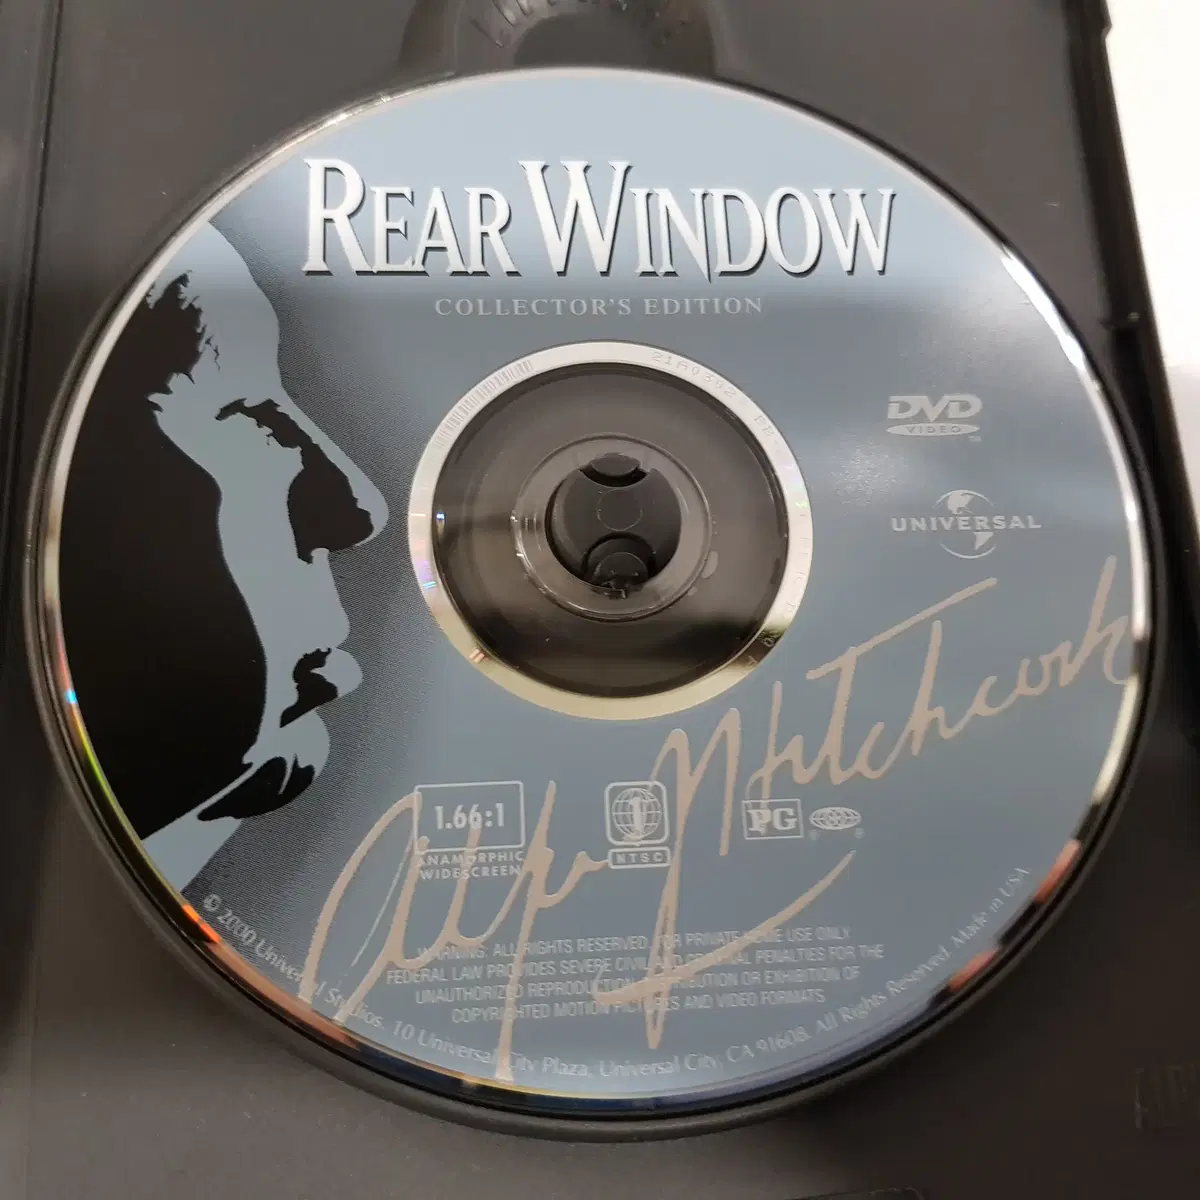 REAR WINDOW
COLLECTOR'S EDITION
DVD
VIDEO
UNIVERSAL
Alfred J Hitchcock
1.66:1
ANAMORPHIC
WIDESCREEN
NTSC
PG
WARNING: ALL RIGHTS RESERVED. FOR PRIVATE HOME USE ONLY.
FEDERAL LAW PROVIDES SEVERE CIVIL AND CRIMINAL PENALTIES FOR THE
UNAUTHORIZED REPRODUCTION, DISTRIBUTION OR EXHIBITION OF
COPYRIGHTED MOTION PICTURES AND VIDEO FORMATS.
© 2000 Universal Studios. 10 Universal City Plaza, Universal City, CA 91608. All Rights Reserved. Made in USA.